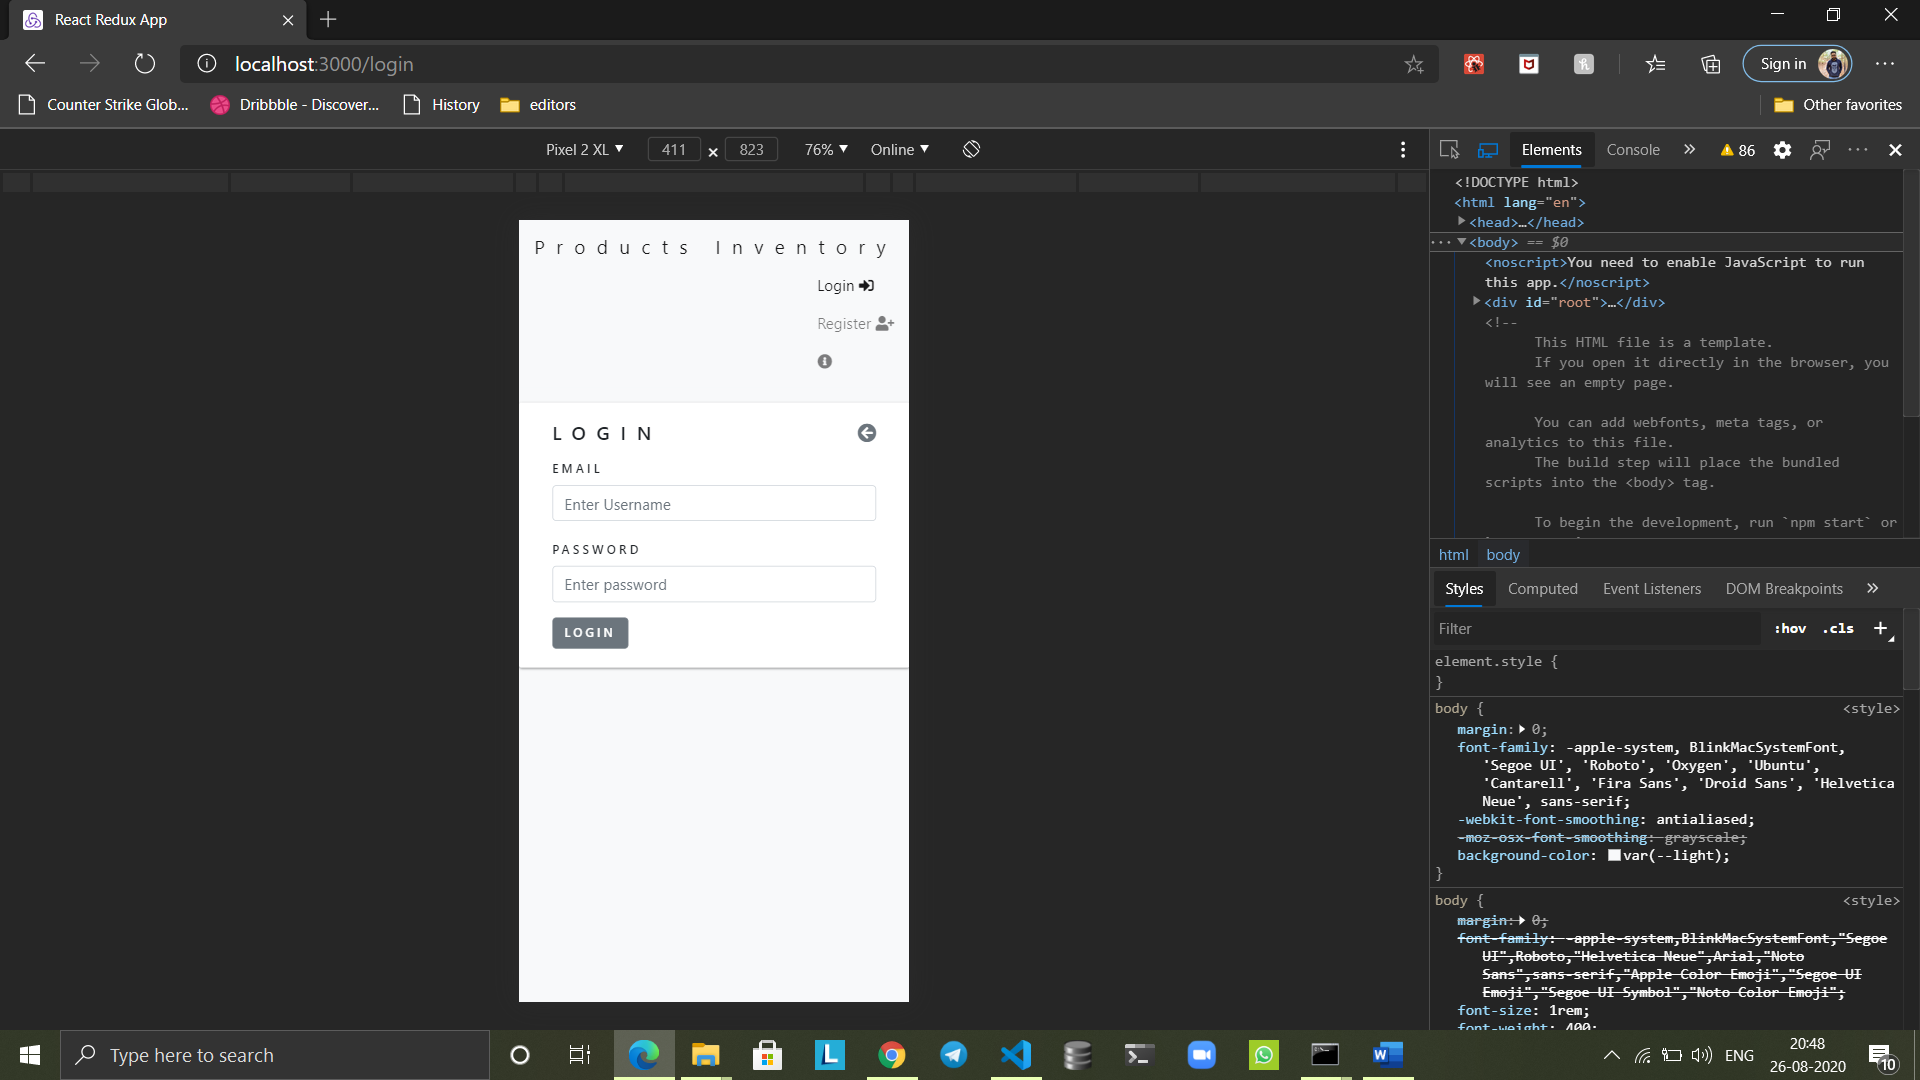 React Redux App
localhost:3000/login
Sign in
Counter Strike Glob...
Dribbble - Discover...
History
editors
Other favorites
Pixel 2 XL
411
823
76%
Online
Elements
Console
86
<!DOCTYPE html>
<html lang="en">
<head>…</head>
<body> == $0
<noscript>You need to enable JavaScript to run
this app.</noscript>
<div id="root">…</div>
<!--
This HTML file is a template.
If you open it directly in the browser, you
will see an empty page.
You can add webfonts, meta tags, or
analytics to this file.
The build step will place the bundled
scripts into the <body> tag.
To begin the development, run `npm start` or
html
body
Styles
Computed
Event Listeners
DOM Breakpoints
Filter
:hov
.cls
element.style {
}
body {
<style>
margin: 0;
font-family: -apple-system, BlinkMacSystemFont,
'Segoe UI', 'Roboto', 'Oxygen', 'Ubuntu',
'Cantarell', 'Fira Sans', 'Droid Sans', 'Helvetica
Neue', sans-serif;
-webkit-font-smoothing: antialiased;
-moz-osx-font-smoothing: grayscale;
background-color: var(--light);
}
body {
<style>
margin: 0;
font-family: -apple-system,BlinkMacSystemFont,"Segoe
UI",Roboto,"Helvetica Neue",Arial,"Noto
Sans",sans-serif,"Apple Color Emoji","Segoe UI
Emoji","Segoe UI Symbol","Noto Color Emoji";
font-size: 1rem;
font-weight: 400;
Products Inventory
Login
Register
LOGIN
EMAIL
Enter Username
PASSWORD
Enter password
LOGIN
Type here to search
ENG
20:48
26-08-2020
10